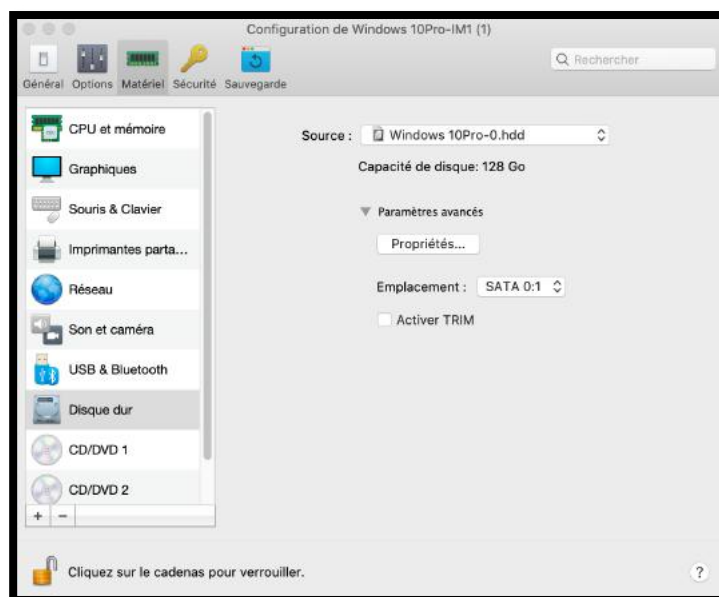 Configuration de Windows 10Pro-IM1 (1)
Général Options Matériel Sécurité Sauvegarde
Rechercher
CPU et mémoire
Graphiques
Souris & Clavier
Imprimantes parta...
Réseau
Son et caméra
USB & Bluetooth
Disque dur
CD/DVD 1
CD/DVD 2
+ −
Source : Windows 10Pro-0.hdd
Capacité de disque: 128 Go
Paramètres avancés
Propriétés...
Emplacement : SATA 0:1
Activer TRIM
Cliquez sur le cadenas pour verrouiller.
?